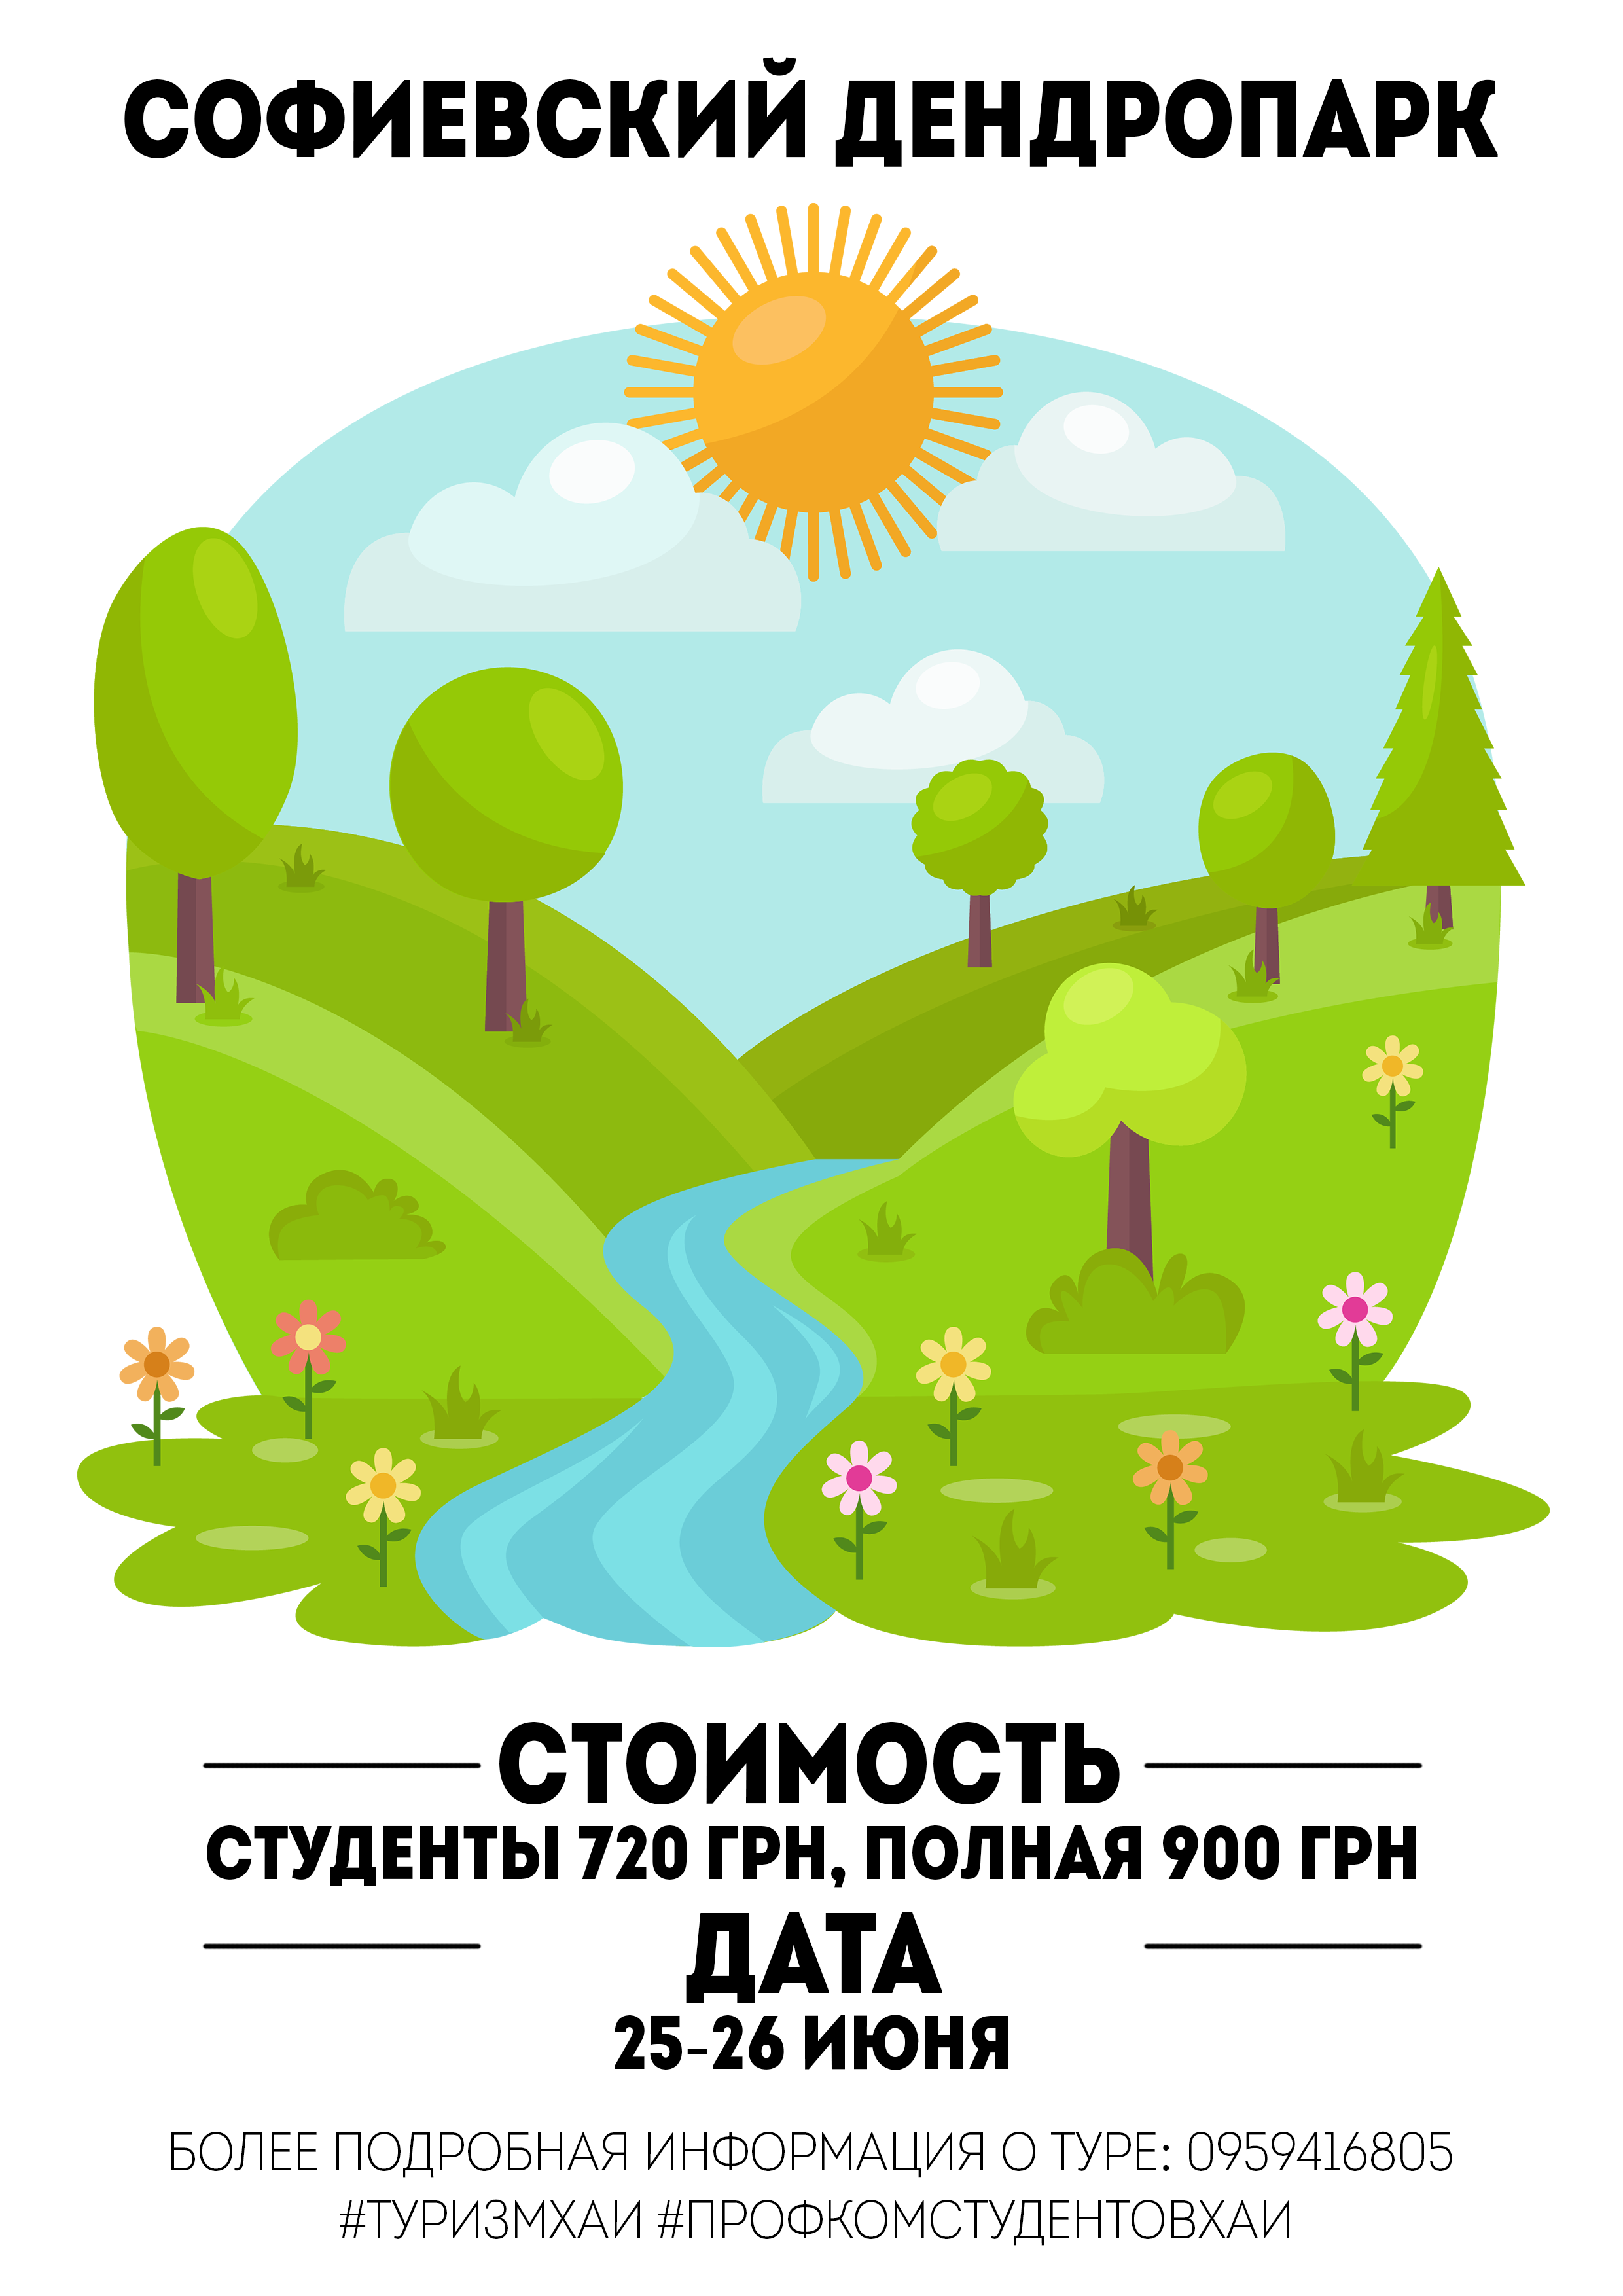 СОФИЕВСКИЙ ДЕНДРОПАРК
СТОИМОСТЬ
СТУДЕНТЫ 720 ГРН, ПОЛНАЯ 900 ГРН
ДАТА
25-26 ИЮНЯ
БОЛЕЕ ПОДРОБНАЯ ИНФОРМАЦИЯ О ТУРЕ: 0959416805
#ТУРИЗМХАИ #ПРОФКОМСТУДЕНТОВХАИ